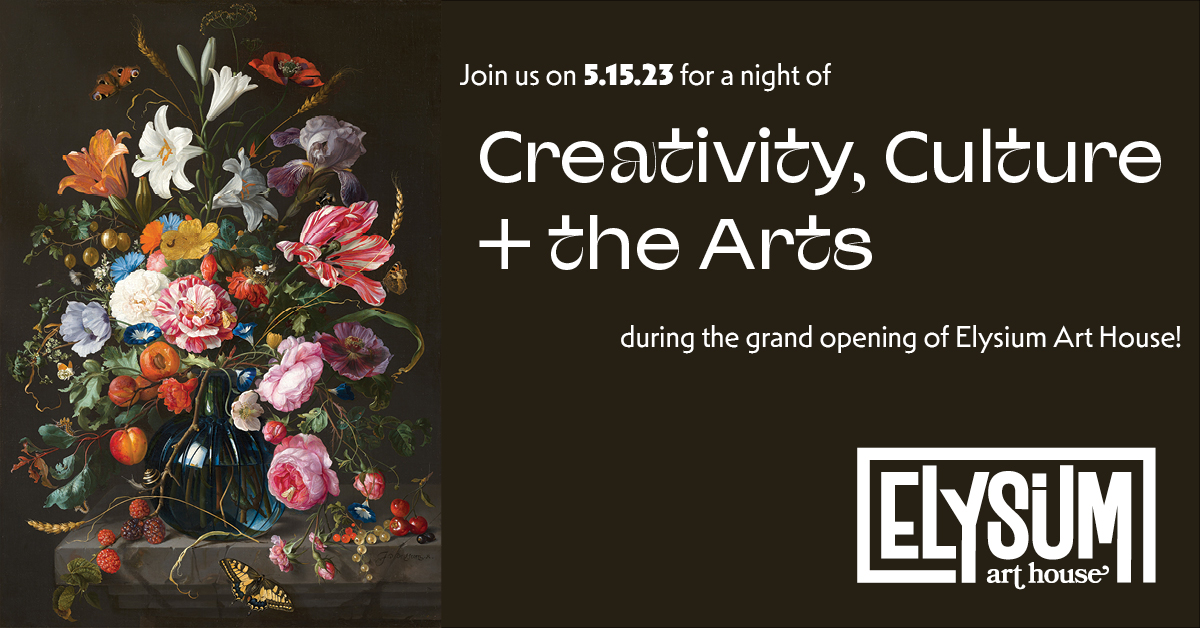 Join us on 5.15.23 for a night of
Creativity, Culture
+ the Arts
during the grand opening of Elysium Art House!
ELYSiUM
art house